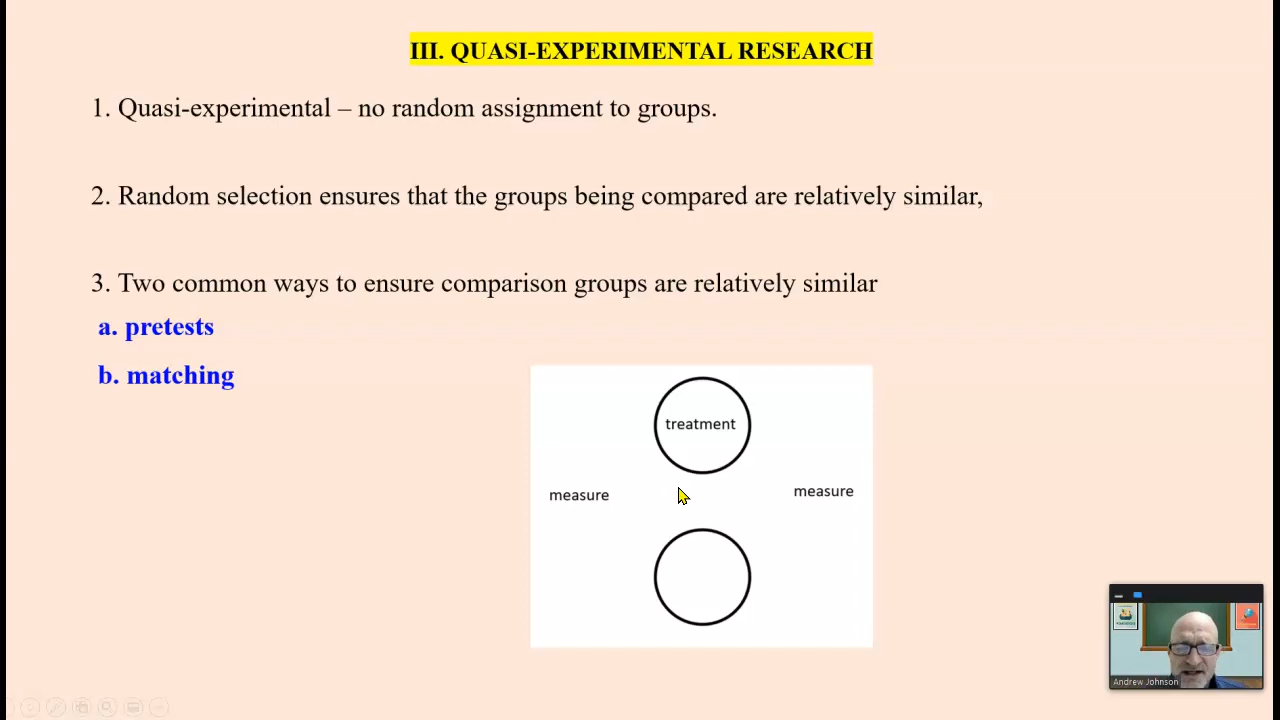 III. QUASI-EXPERIMENTAL RESEARCH
1. Quasi-experimental – no random assignment to groups.
2. Random selection ensures that the groups being compared are relatively similar,
3. Two common ways to ensure comparison groups are relatively similar
a. pretests
b. matching
treatment
measure
measure
Andrew Johnson